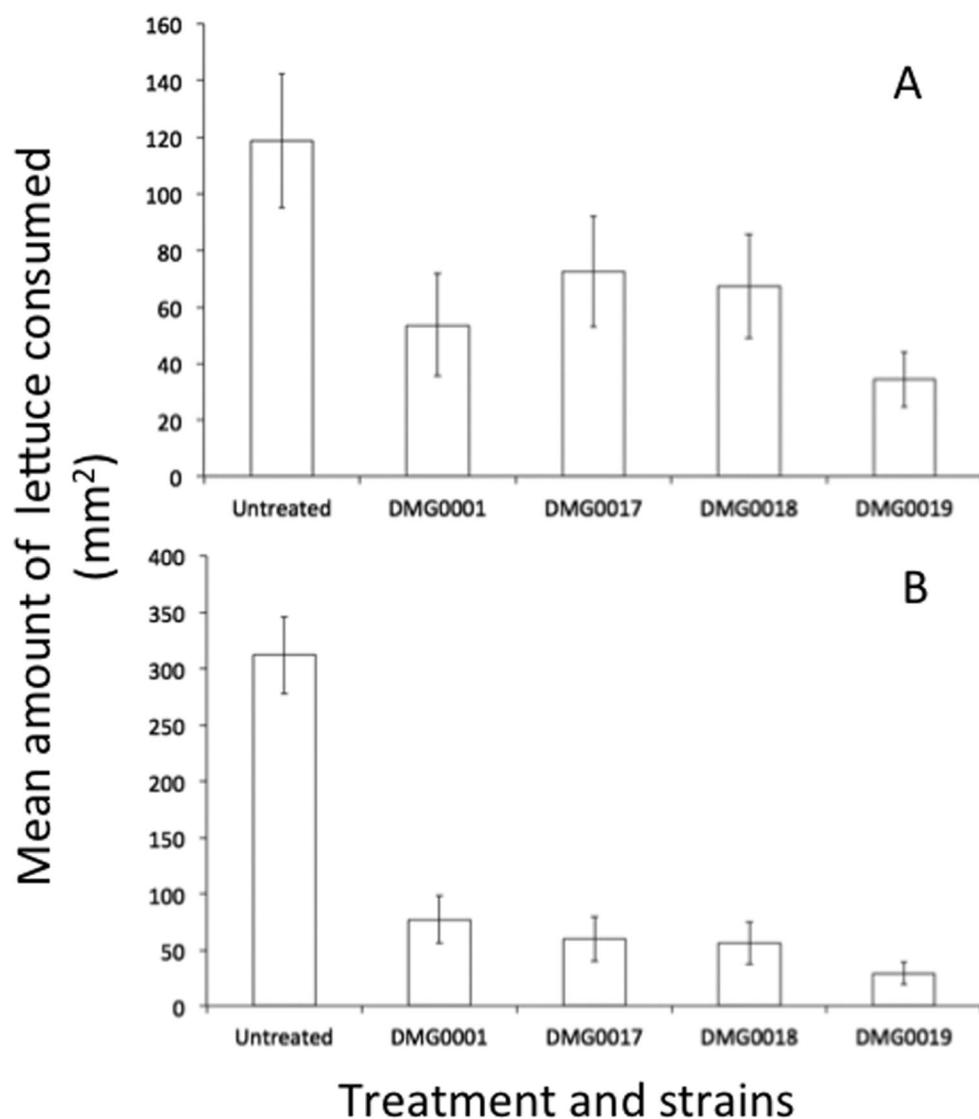 Mean amount of lettuce consumed
(mm²)
160
140
120
100
80
60
40
20
0
A
Untreated DMG0001 DMG0017 DMG0018 DMG0019
400
350
300
250
200
150
100
50
0
B
Untreated DMG0001 DMG0017 DMG0018 DMG0019
Treatment and strains